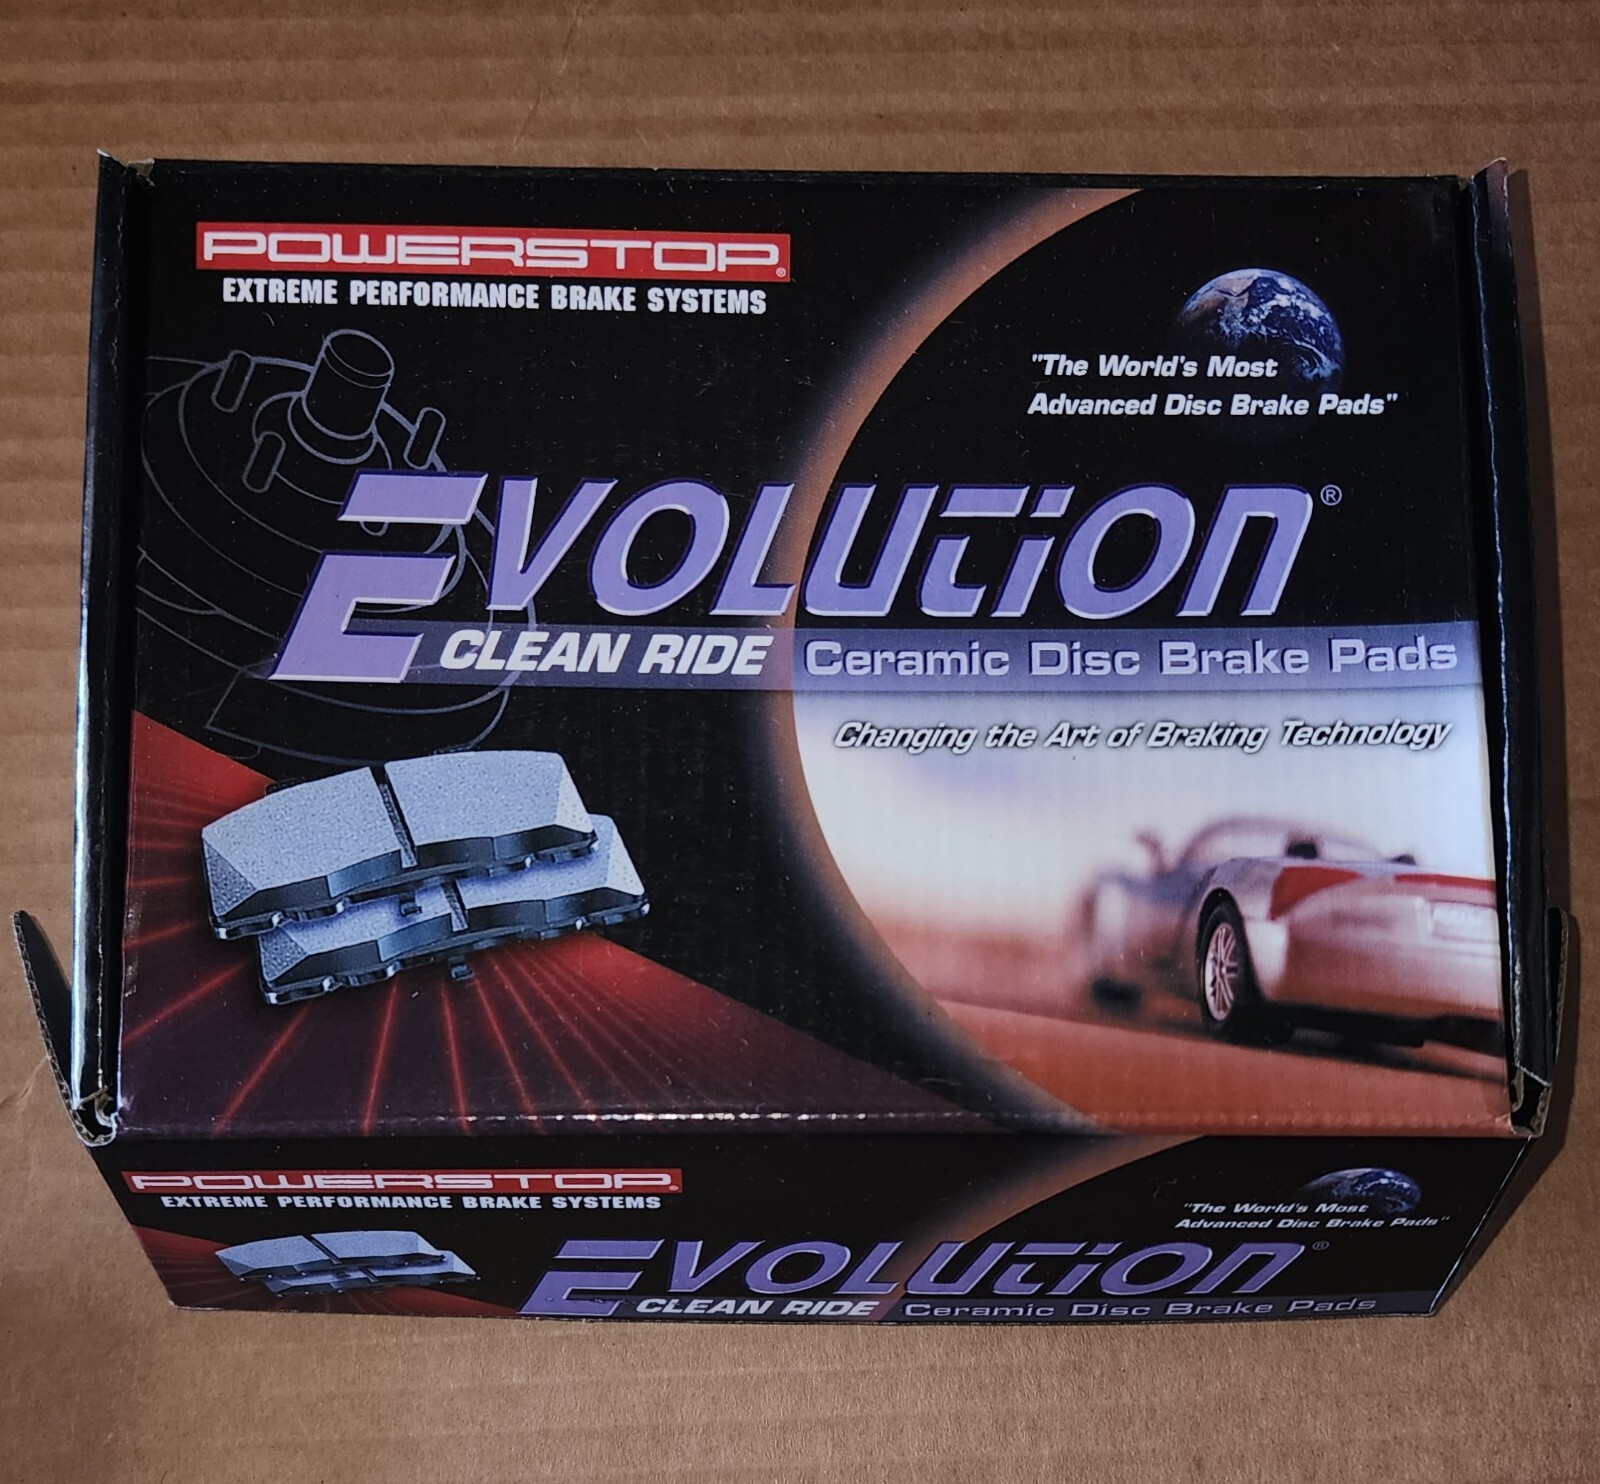 POWERSTOP®
EXTREME PERFORMANCE BRAKE SYSTEMS
"The World's Most
Advanced Disc Brake Pads"
EVOLUTION®
CLEAN RIDE Ceramic Disc Brake Pads
Changing the Art of Braking Technology
POWERSTOP®
EXTREME PERFORMANCE BRAKE SYSTEMS
"The World's Most
Advanced Disc Brake Pads"
EVOLUTION®
CLEAN RIDE Ceramic Disc Brake Pads